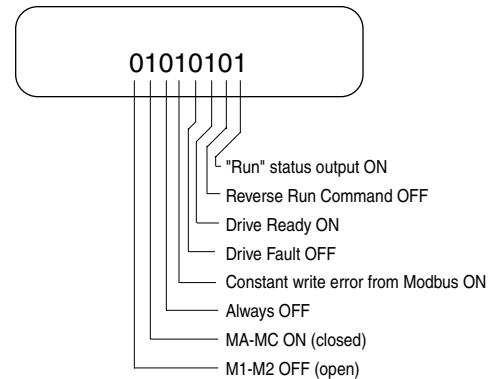 01010101
"Run" status output ON
Reverse Run Command OFF
Drive Ready ON
Drive Fault OFF
Constant write error from Modbus ON
Always OFF
MA-MC ON (closed)
M1-M2 OFF (open)